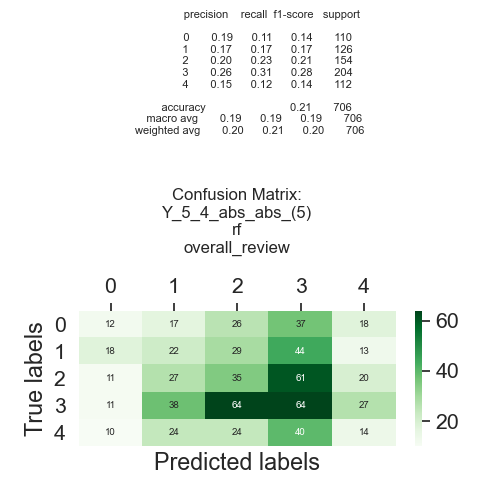 precision recall f1-score support
0 0.19 0.11 0.14 110
1 0.17 0.17 0.17 126
2 0.20 0.23 0.21 154
3 0.26 0.31 0.28 204
4 0.15 0.12 0.14 112
accuracy 0.21 706
macro avg 0.19 0.19 0.19 706
weighted avg 0.20 0.21 0.20 706
Confusion Matrix:
Y_5_4_abs_abs_(5)
rf
overall_review
0 1 2 3 4
0 12 17 26 37 18
1 18 22 29 44 13
2 11 27 35 61 20
3 11 38 64 64 27
4 10 24 24 40 14
True labels
Predicted labels
60
40
20